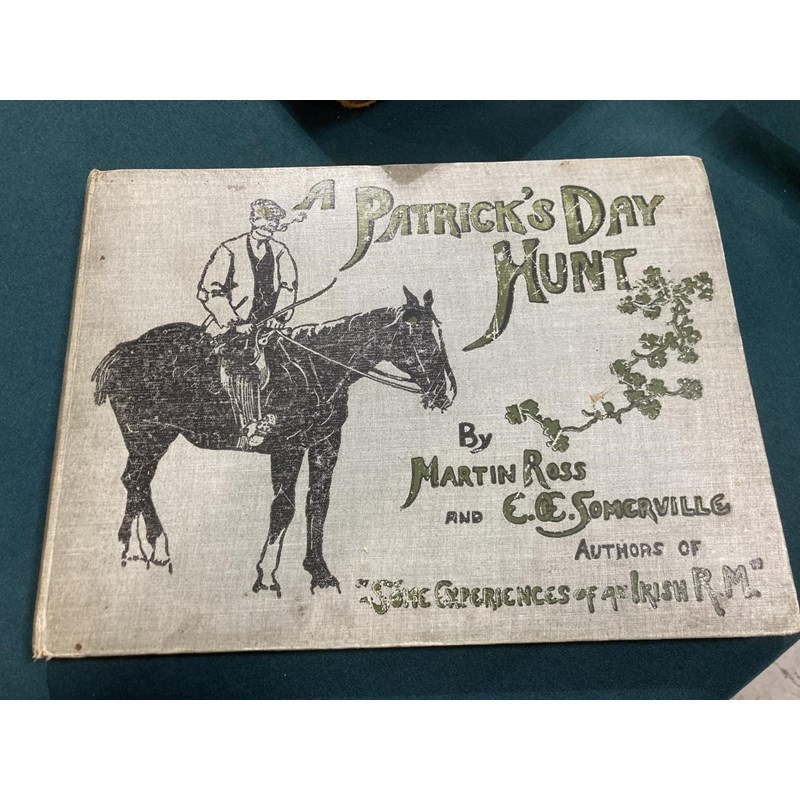 A PATRICK'S DAY
HUNT
By
MARTIN ROSS
AND E. Œ. SOMERVILLE
AUTHORS OF
"SOME EXPERIENCES OF AN IRISH R.M."